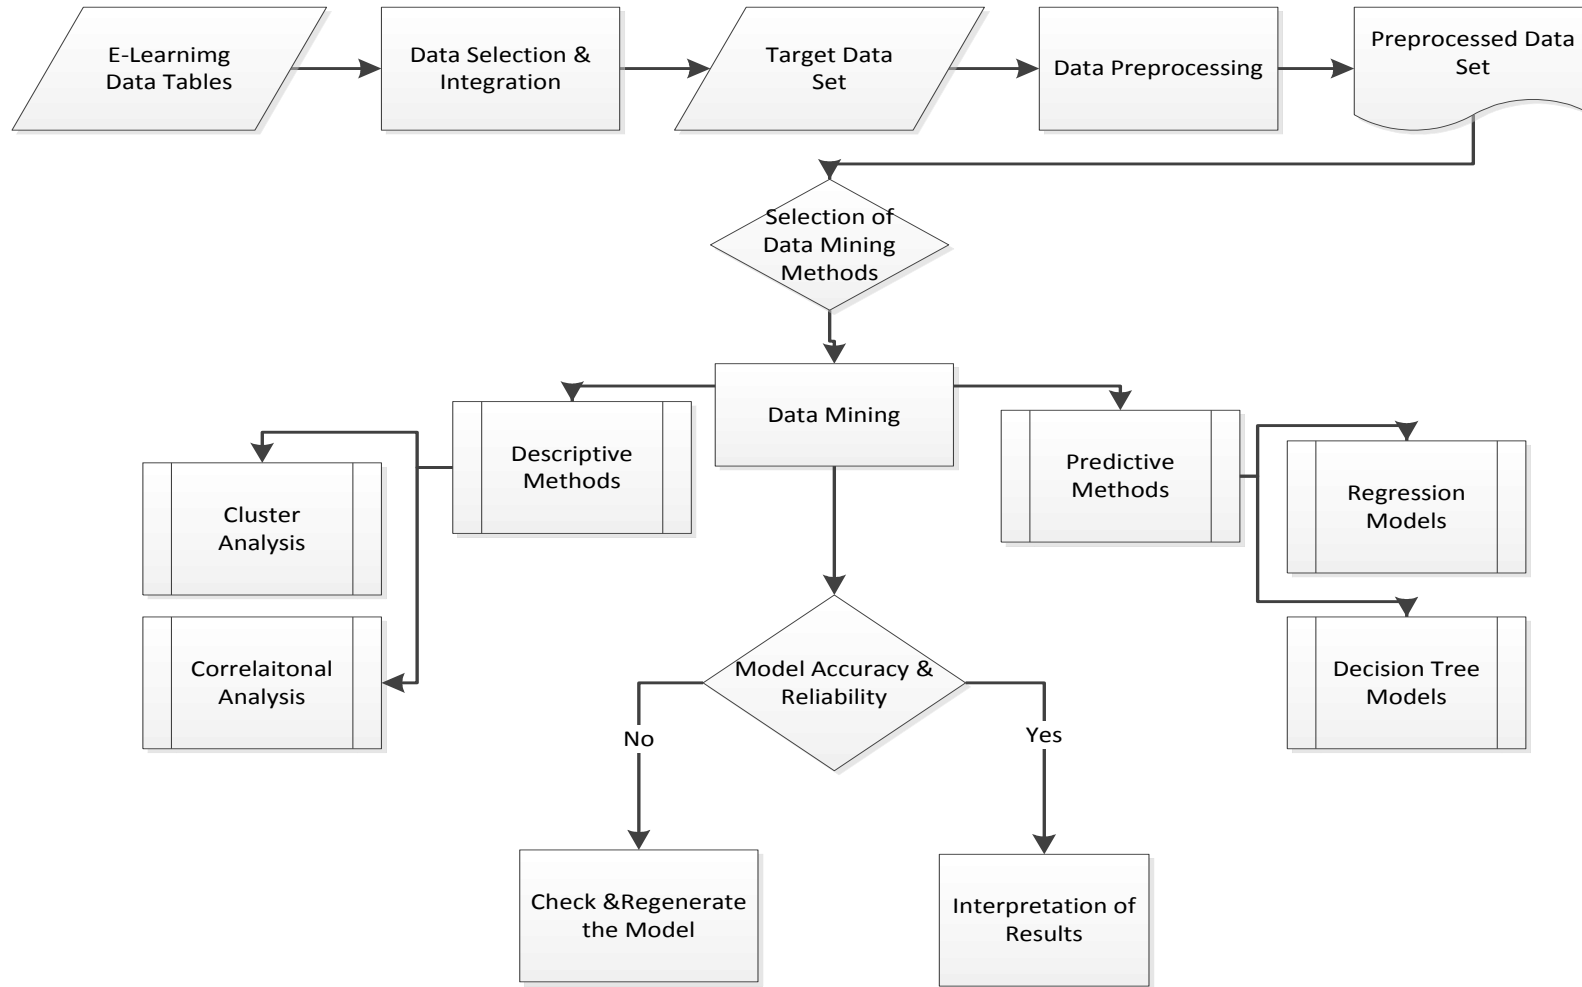 E-Learnimg
Data Tables
Data Selection &
Integration
Target Data
Set
Data Preprocessing
Preprocessed Data
Set
Selection of
Data Mining
Methods
Data Mining
Descriptive
Methods
Predictive
Methods
Cluster
Analysis
Regression
Models
Correlaitonal
Analysis
Model Accuracy &
Reliability
Decision Tree
Models
No
Yes
Check &Regenerate
the Model
Interpretation of
Results